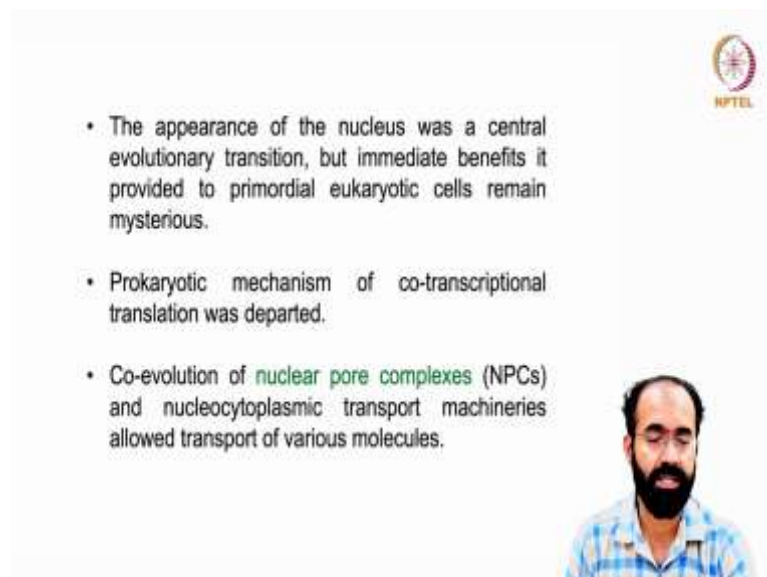 NPTEL
• The appearance of the nucleus was a central
evolutionary transition, but immediate benefits it
provided to primordial eukaryotic cells remain
mysterious.
• Prokaryotic mechanism of co-transcriptional
translation was departed.
• Co-evolution of nuclear pore complexes (NPCs)
and nucleocytoplasmic transport machineries
allowed transport of various molecules.